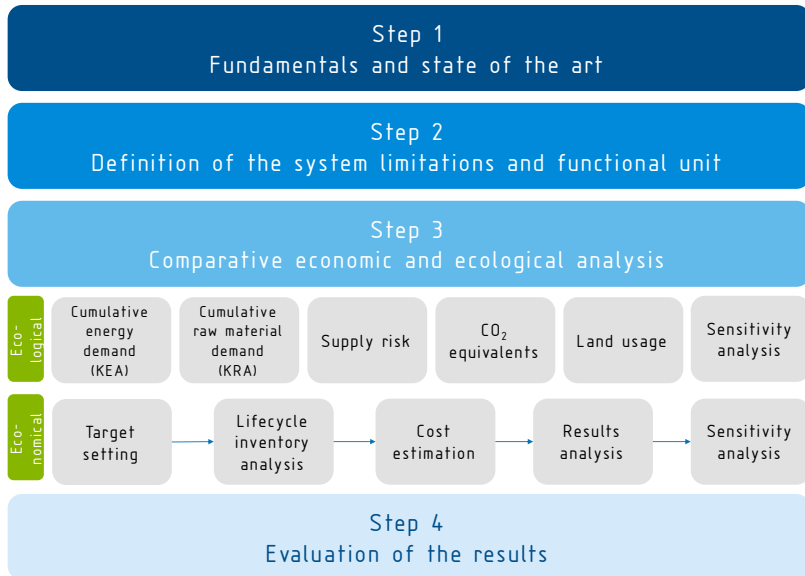 Step 1
Fundamentals and state of the art
Step 2
Definition of the system limitations and functional unit
Step 3
Comparative economic and ecological analysis
Eco-
logical
Cumulative
energy
demand
(KEA)
Cumulative
raw material
demand
(KRA)
Supply risk
CO₂
equivalents
Land usage
Sensitivity
analysis
Eco-
nomical
Target
setting
Lifecycle
inventory
analysis
Cost
estimation
Results
analysis
Sensitivity
analysis
Step 4
Evaluation of the results